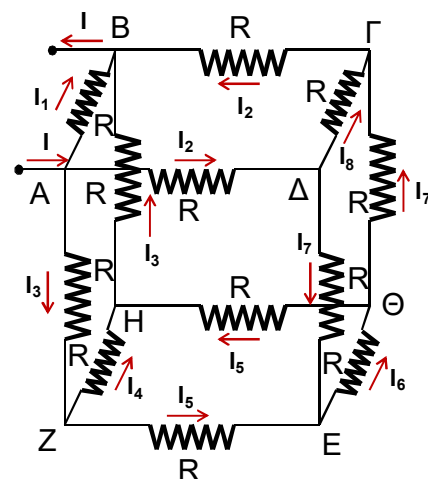 I B R Γ
I₁ I₂
R I R I₂ R
I₈
A R R Δ R I₇
I₃ I₇
I₃ R R R
H Θ
R I₄ I₅ R I₆
I₅
Z R E